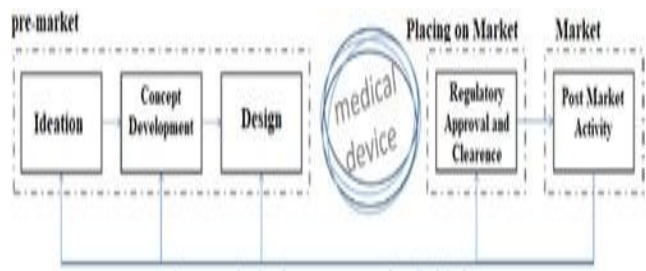 pre-market
Placing on Market
Market
Ideation
Concept
Development
Design
medical
device
Regulatory
Approval and
Clearence
Post Market
Activity